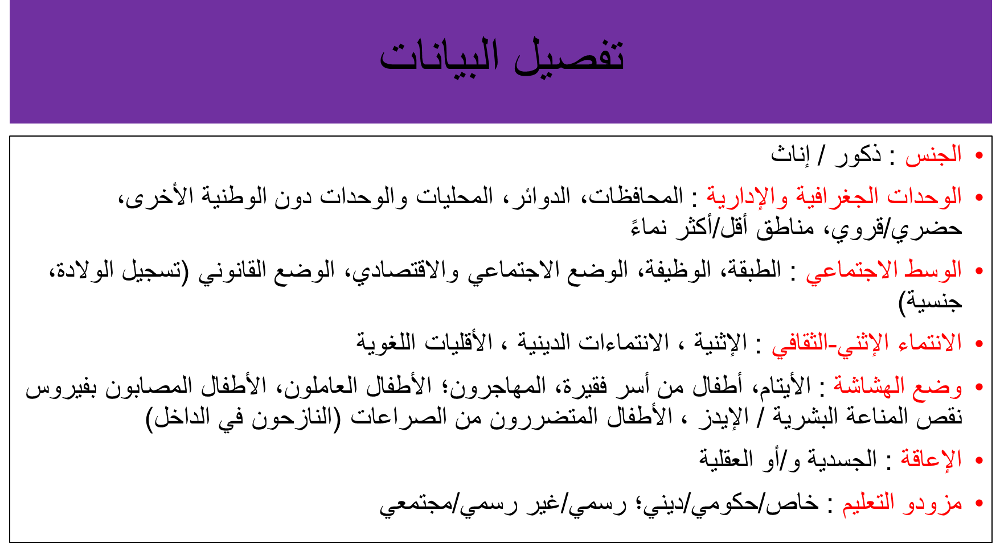 تفصيل البيانات
• الجنس : ذكور / إناث
• الوحدات الجغرافية والإدارية : المحافظات، الدوائر، المحليات والوحدات دون الوطنية الأخرى،
حضري/قروي، مناطق أقل/أكثر نماءً
• الوسط الاجتماعي : الطبقة، الوظيفة، الوضع الاجتماعي والاقتصادي، الوضع القانوني (تسجيل الولادة،
جنسية)
• الانتماء الإثني-الثقافي : الإثنية ، الانتماءات الدينية ، الأقليات اللغوية
• وضع الهشاشة : الأيتام، أطفال من أسر فقيرة، المهاجرون؛ الأطفال العاملون، الأطفال المصابون بفيروس
نقص المناعة البشرية / الإيدز ، الأطفال المتضررون من الصراعات (النازحون في الداخل)
• الإعاقة : الجسدية و/أو العقلية
• مزودو التعليم : خاص/حكومي/ديني؛ رسمي/غير رسمي/مجتمعي